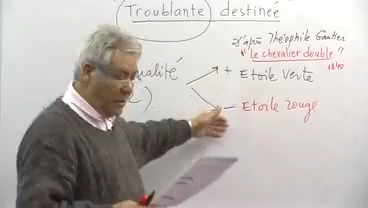 Troublante destinée
D'après Théophile Gautier
"Le chevalier double"
1840
ualité
+ Etoile verte
)
- Etoile rouge